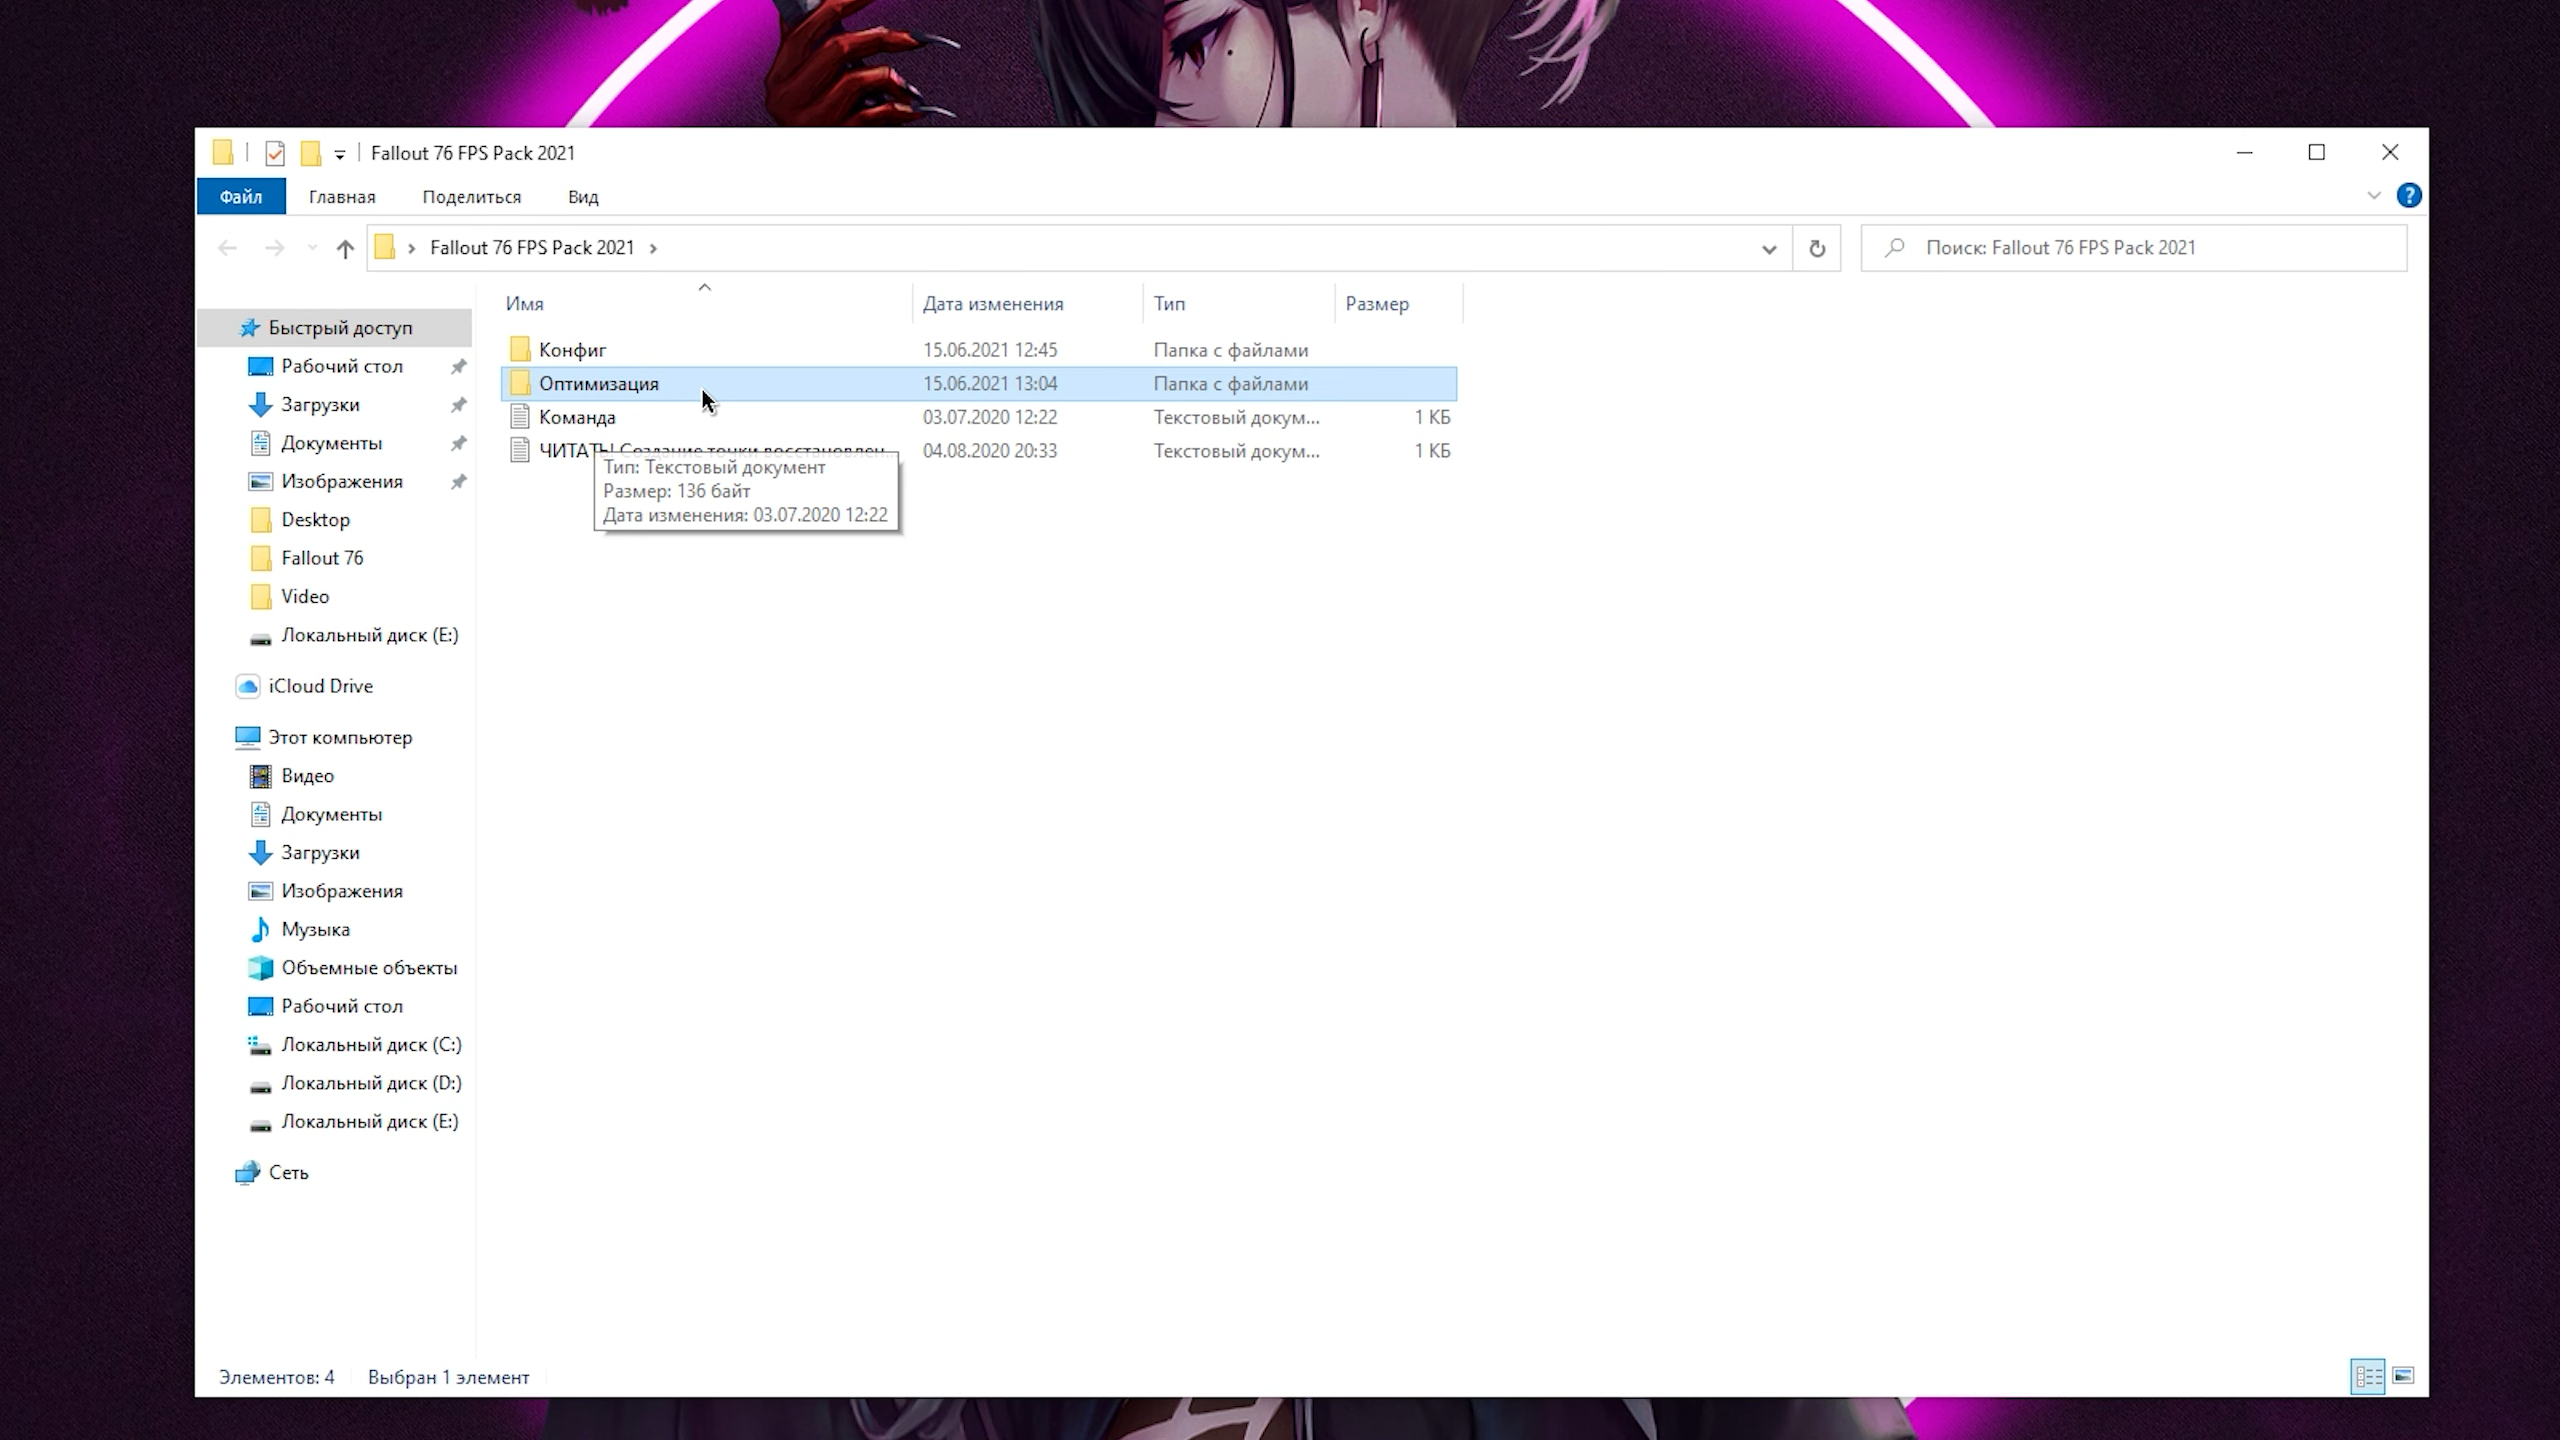 Fallout 76 FPS Pack 2021
Файл Главная Поделиться Вид
Fallout 76 FPS Pack 2021
Поиск: Fallout 76 FPS Pack 2021
Имя Дата изменения Тип Размер
Конфиг 15.06.2021 12:45 Папка с файлами
Оптимизация 15.06.2021 13:04 Папка с файлами
Команда 03.07.2020 12:22 Текстовый докум... 1 КБ
ЧИТАТЬ! Создание точки восстановлен... 04.08.2020 20:33 Текстовый докум... 1 КБ
Тип: Текстовый документ
Размер: 136 байт
Дата изменения: 03.07.2020 12:22
Быстрый доступ
Рабочий стол
Загрузки
Документы
Изображения
Desktop
Fallout 76
Video
Локальный диск (E:)
iCloud Drive
Этот компьютер
Видео
Документы
Загрузки
Изображения
Музыка
Объемные объекты
Рабочий стол
Локальный диск (C:)
Локальный диск (D:)
Локальный диск (E:)
Сеть
Элементов: 4 Выбран 1 элемент